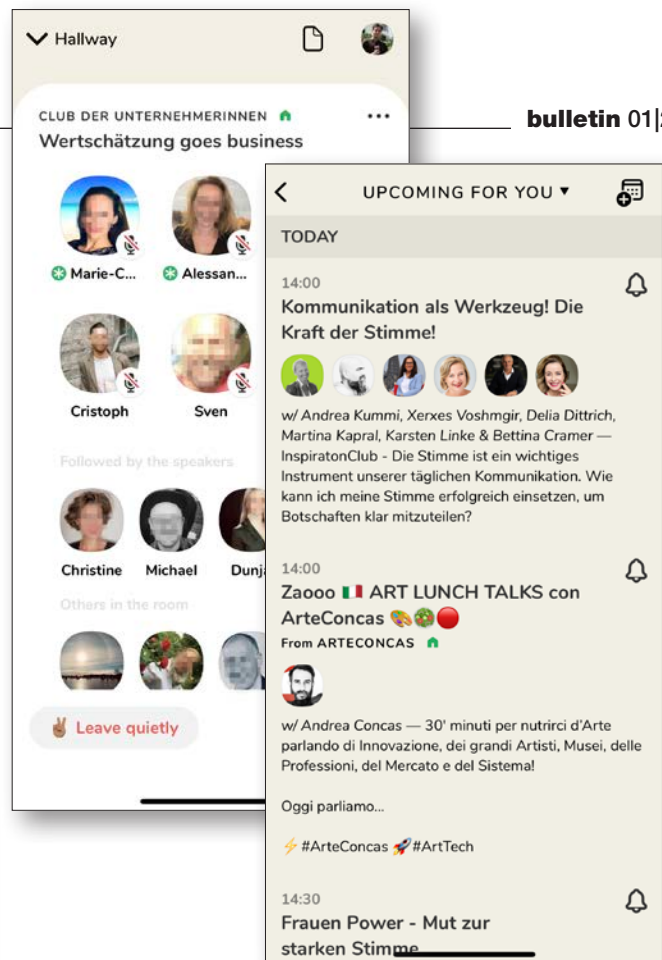 Hallway
CLUB DER UNTERNEHMERINNEN
Wertschätzung goes business
Marie-C... Alessan...
Cristoph Sven
Followed by the speakers
Christine Michael
Others in the room
✌🏽 Leave quietly
bulletin 01|
UPCOMING FOR YOU ▼
TODAY
14:00
Kommunikation als Werkzeug! Die
Kraft der Stimme!
w/ Andrea Kummi, Xerxes Voshmgir, Delia Dittrich,
Martina Kapral, Karsten Linke & Bettina Cramer —
InspiratonClub - Die Stimme ist ein wichtiges
Instrument unserer täglichen Kommunikation. Wie
kann ich meine Stimme erfolgreich einsetzen, um
Botschaften klar mitzuteilen?
14:00
Zaooo 🇮🇹 ART LUNCH TALKS con
ArteConcas 🎨🥗🔴
From ARTECONCAS
w/ Andrea Concas — 30' minuti per nutrirci d'Arte
parlando di Innovazione, dei grandi Artisti, Musei, delle
Professioni, del Mercato e del Sistema!
Oggi parliamo...
⚡#ArteConcas 🚀#ArtTech
14:30
Frauen Power - Mut zur
starken Stimme